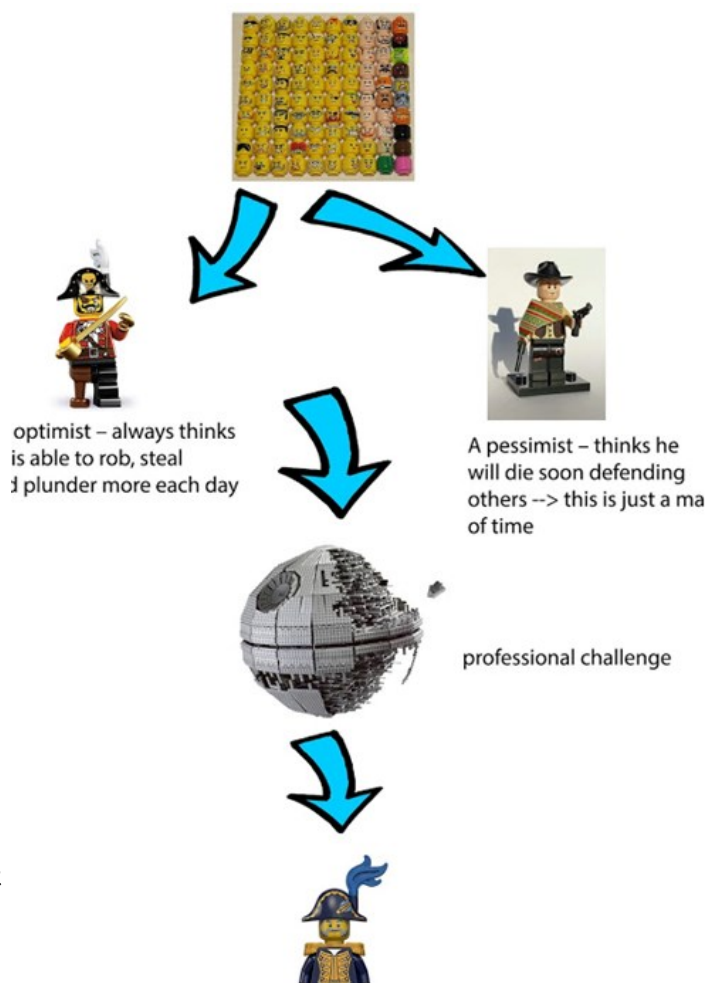 optimist – always thinks
is able to rob, steal
plunder more each day
A pessimist – thinks he
will die soon defending
others --> this is just a ma
of time
professional challenge